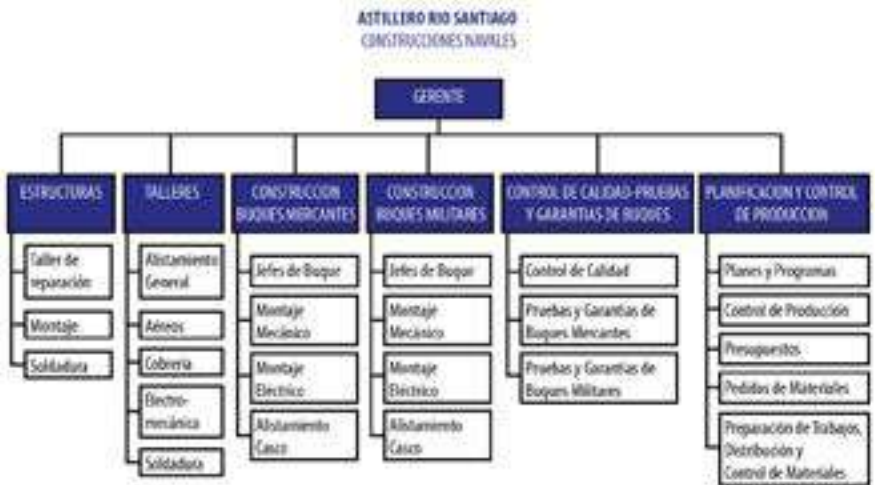 ASTILLERO RIO SANTIAGO
CONSTRUCCIONES NAVALES
GERENTE
ESTRUCTURAS
Taller de
reparación
Montaje
Soldadura
TALLERES
Alistamiento
General
Aéreos
Cobrería
Electro-
mecánica
Soldadura
CONSTRUCCION
BUQUES MERCANTES
Jefes de Buque
Montaje
Mecánico
Montaje
Eléctrico
Alistamiento
Casco
CONSTRUCCION
BUQUES MILITARES
Jefes de Buque
Montaje
Mecánico
Montaje
Eléctrico
Alistamiento
Casco
CONTROL DE CALIDAD-PRUEBAS
Y GARANTIAS DE BUQUES
Control de Calidad
Pruebas y Garantías de
Buques Mercantes
Pruebas y Garantías de
Buques Militares
PLANIFICACION Y CONTROL
DE PRODUCCION
Planes y Programas
Control de Producción
Presupuestos
Pedidos de Materiales
Preparación de Trabajos,
Distribución y
Control de Materiales